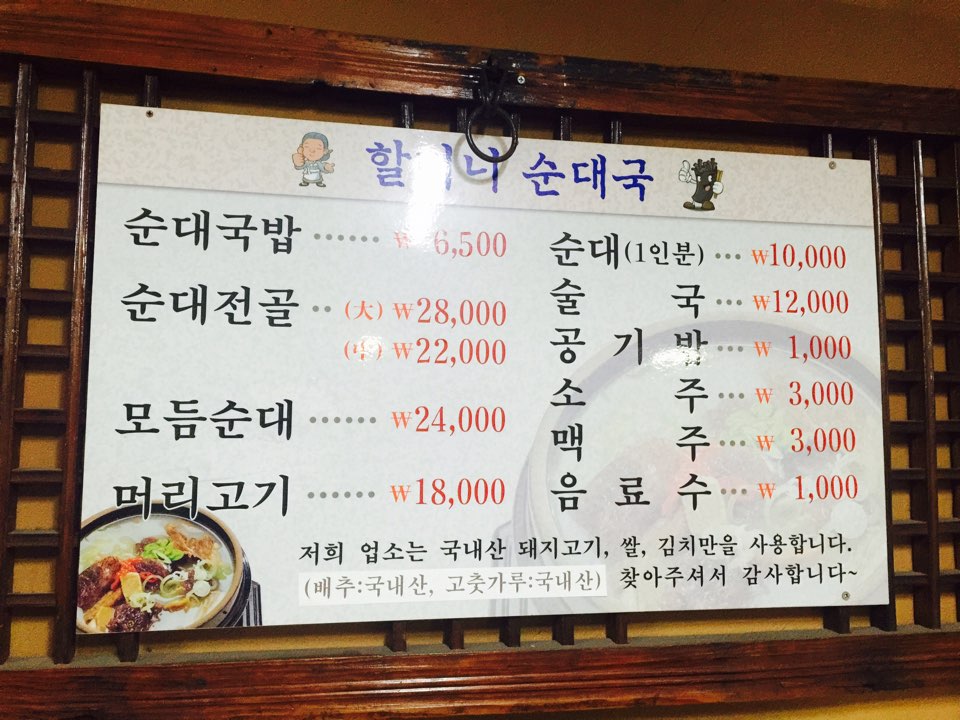 할머니 순대국
순대국밥 ······ ₩ 6,500
순대전골 ·· (大) ₩28,000
(中) ₩22,000
모듬순대 ······ ₩24,000
머리고기 ······ ₩18,000
순대(1인분) ··· ₩10,000
술 국 ··· ₩12,000
공 기 밥 ··· ₩ 1,000
소 주 ··· ₩ 3,000
맥 주 ··· ₩ 3,000
음 료 수 ··· ₩ 1,000
저희 업소는 국내산 돼지고기, 쌀, 김치만을 사용합니다.
(배추:국내산, 고춧가루:국내산) 찾아주셔서 감사합니다~